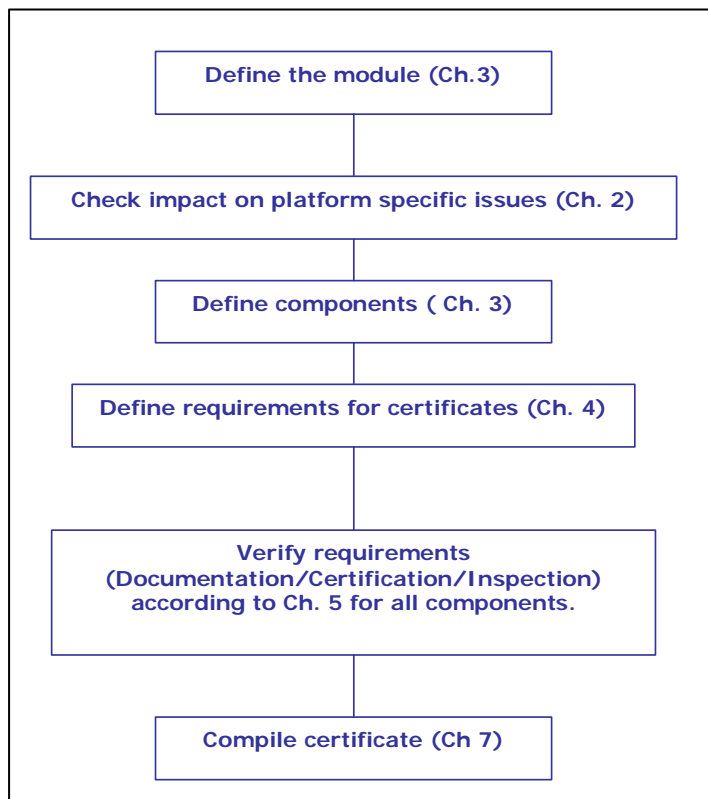 Define the module (Ch.3)
Check impact on platform specific issues (Ch. 2)
Define components ( Ch. 3)
Define requirements for certificates (Ch. 4)
Verify requirements
(Documentation/Certification/Inspection)
according to Ch. 5 for all components.
Compile certificate (Ch 7)